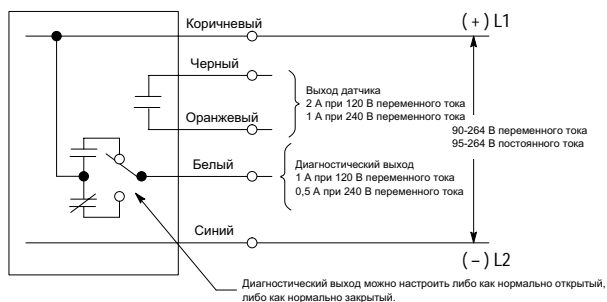 Коричневый
(+) L1
Черный
Выход датчика
2 А при 120 В переменного тока
1 А при 240 В переменного тока
Оранжевый
90-264 В переменного тока
95-264 В постоянного тока
Белый
Диагностический выход
1 А при 120 В переменного тока
0,5 А при 240 В переменного тока
Синий
(–) L2
Диагностический выход можно настроить либо как нормально открытый,
либо как нормально закрытый.